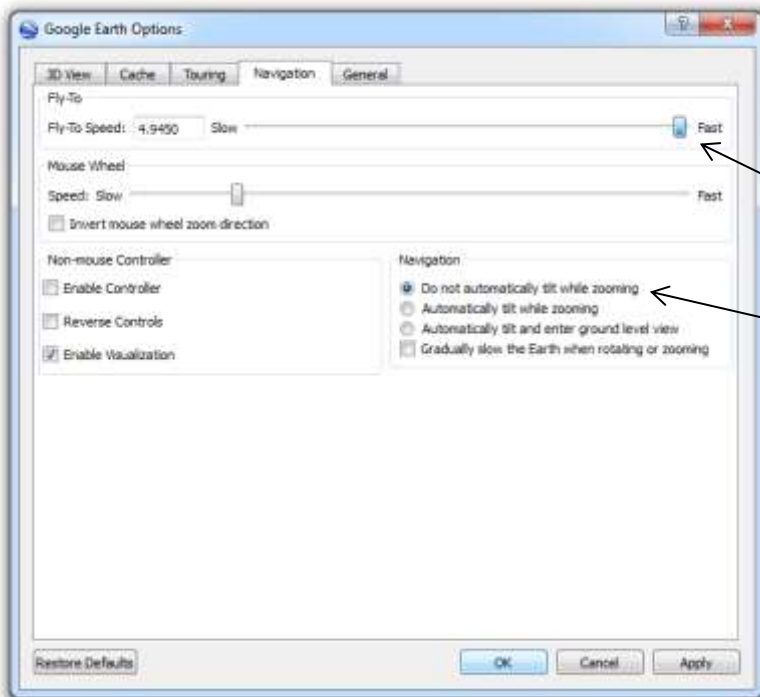 Google Earth Options
3D View Cache Touring Navigation General
Fly-To
Fly-To Speed: 4.9450 Slow Fast
Mouse Wheel
Speed: Slow Fast
Invert mouse wheel zoom direction
Non-mouse Controller
Enable Controller
Reverse Controls
Enable Visualization
Navigation
Do not automatically tilt while zooming
Automatically tilt while zooming
Automatically tilt and enter ground level view
Gradually slow the Earth when rotating or zooming
Restore Defaults OK Cancel Apply